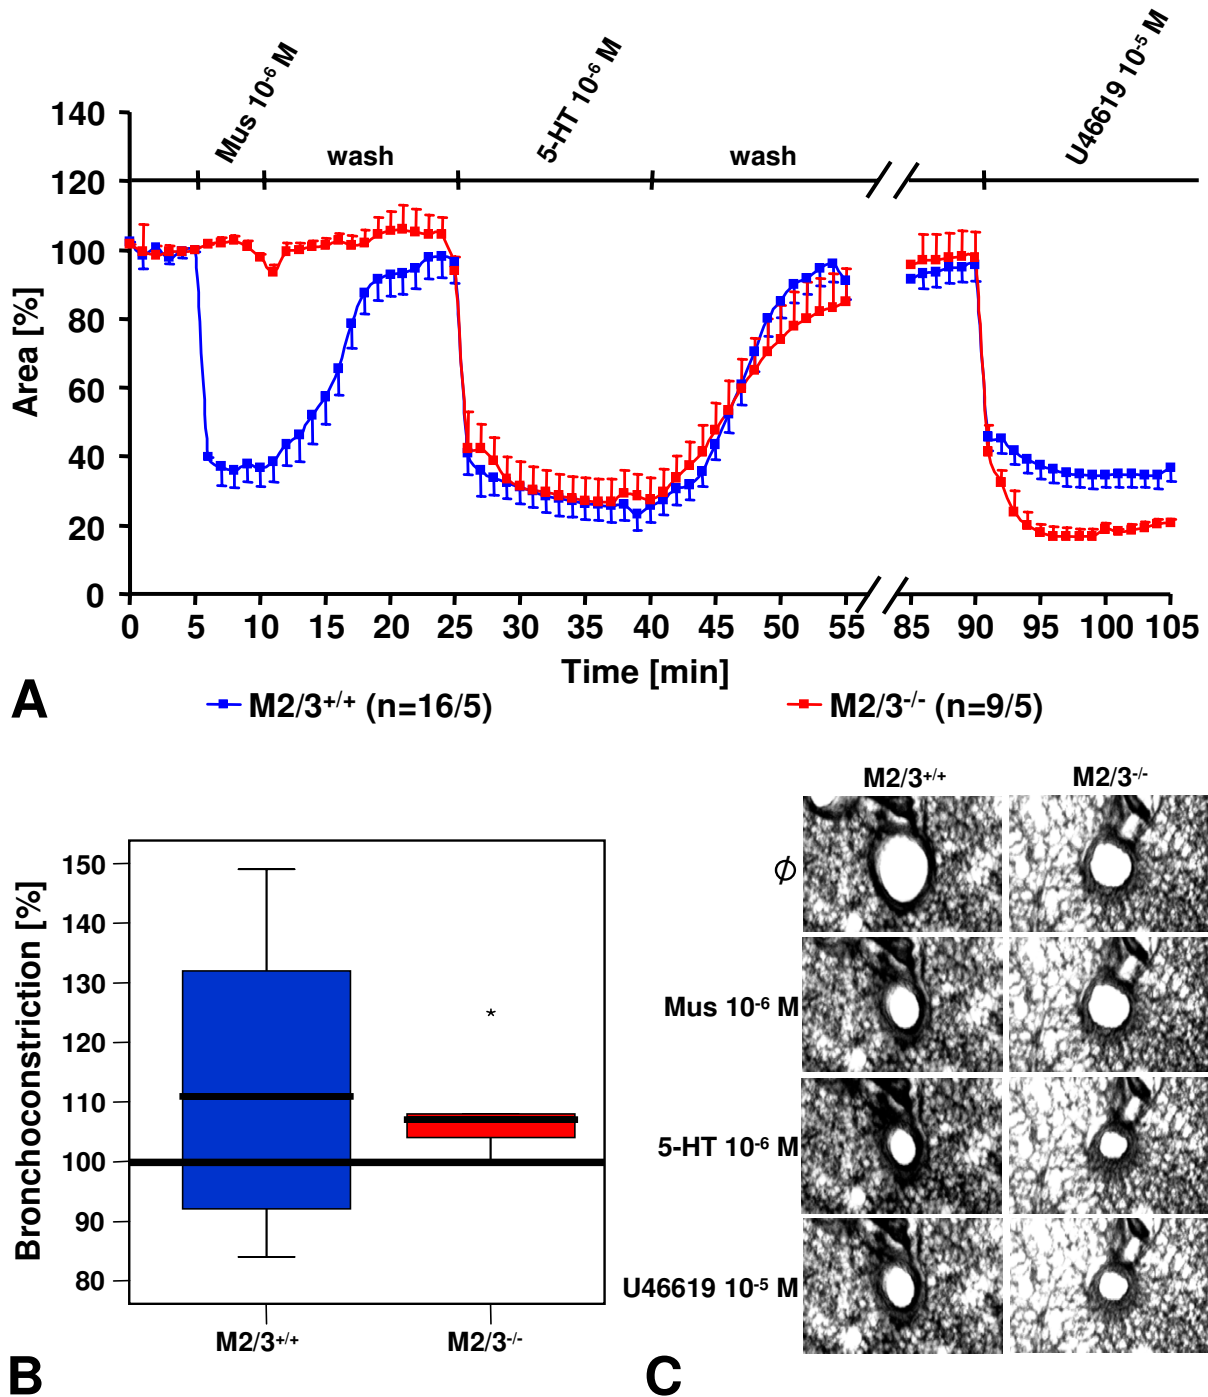 Mus 10⁻⁶ M
5-HT 10⁻⁶ M
U46619 10⁻⁵ M
wash
wash
140
120
100
80
60
40
20
0
Area [%]
0 5 10 15 20 25 30 35 40 45 50 55 85 90 95 100 105
Time [min]
A
M2/3⁺/⁺ (n=16/5)
M2/3⁻/⁻ (n=9/5)
150
140
130
120
110
100
90
80
Bronchoconstriction [%]
*
M2/3⁺/⁺
M2/3⁻/⁻
B
M2/3⁺/⁺
M2/3⁻/⁻
∅
Mus 10⁻⁶ M
5-HT 10⁻⁶ M
U46619 10⁻⁵ M
C